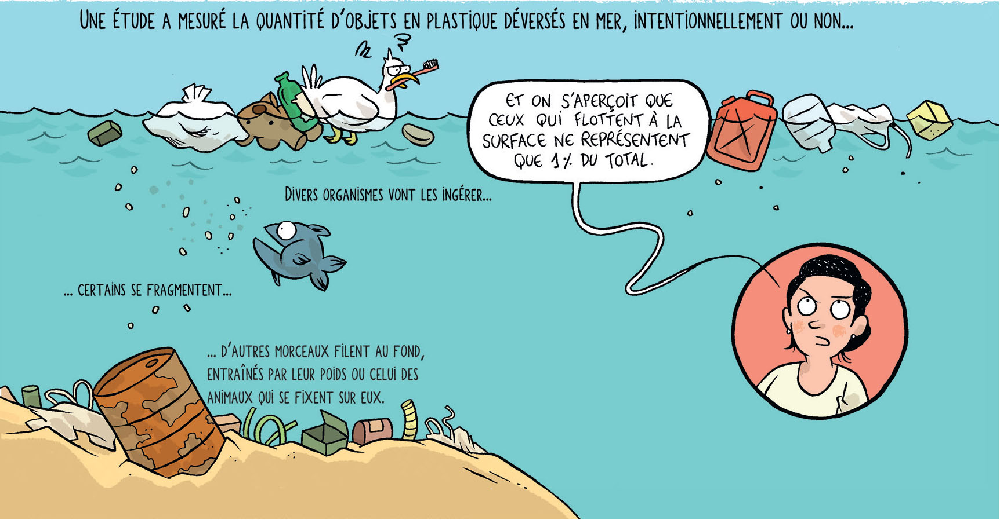 Une étude a mesuré la quantité d'objets en plastique déversés en mer, intentionnellement ou non...
Et on s'aperçoit que
ceux qui flottent à la
surface ne représentent
que 1% du total.
Divers organismes vont les ingérer...
... certains se fragmentent...
... d'autres morceaux filent au fond,
entraînés par leur poids ou celui des
animaux qui se fixent sur eux.